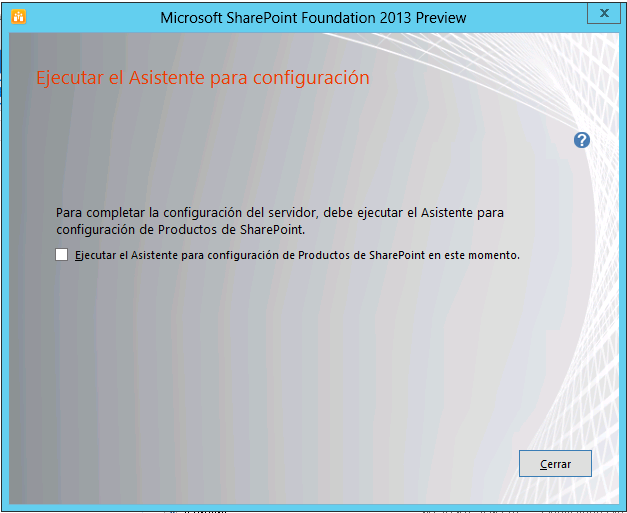 Microsoft SharePoint Foundation 2013 Preview
x
Ejecutar el Asistente para configuración
?
Para completar la configuración del servidor, debe ejecutar el Asistente para
configuración de Productos de SharePoint.
Ejecutar el Asistente para configuración de Productos de SharePoint en este momento.
Cerrar